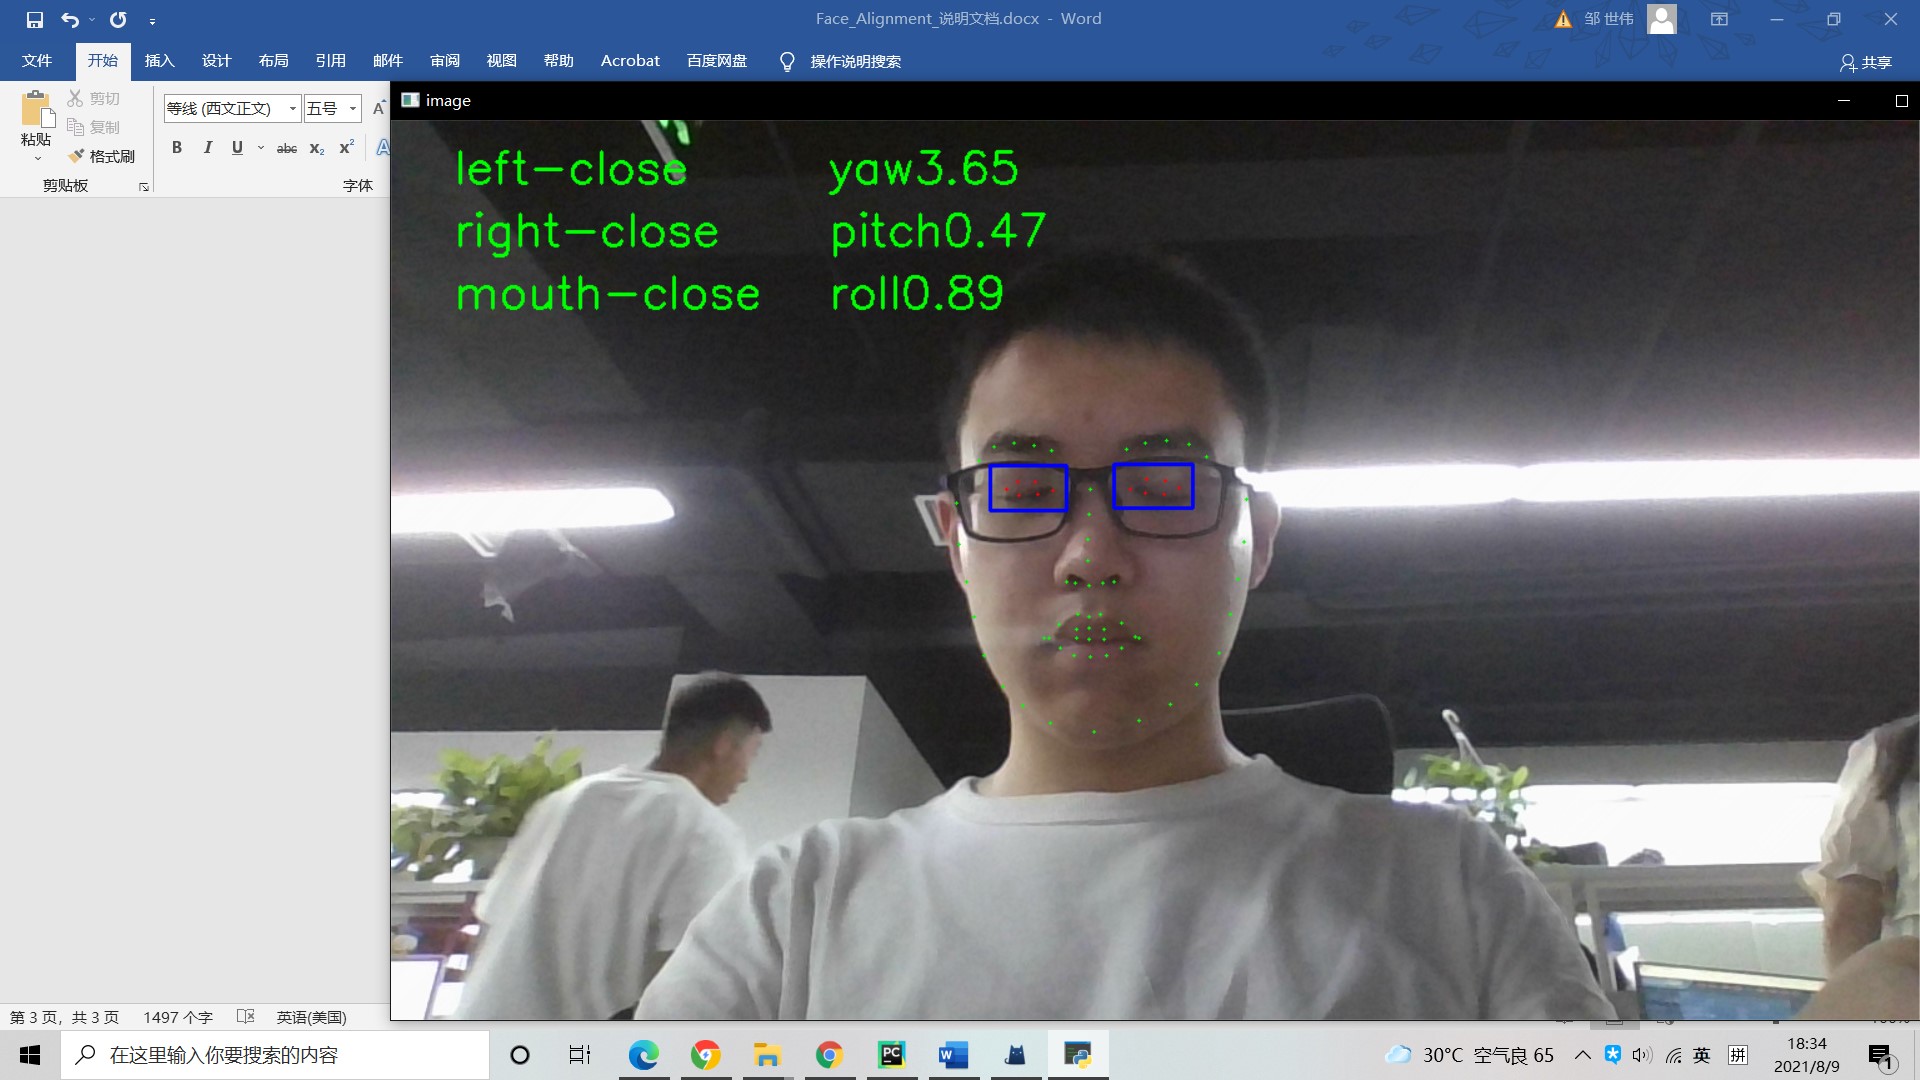 Face_Alignment_说明文档.docx - Word
邹 世伟
文件 开始 插入 设计 布局 引用 邮件 审阅 视图 帮助 Acrobat 百度网盘 操作说明搜索
共享
剪切
复制
格式刷
粘贴
剪贴板
等线 (西文正文) 五号 A
B I U abc x₂ x² A
字体
image
left-close yaw3.65
right-close pitch0.47
mouth-close roll0.89
第 3 页，共 3 页 1497 个字 英语(美国)
在这里输入你要搜索的内容
PC
W
30°C 空气良 65
英
拼
18:34
2021/8/9
1